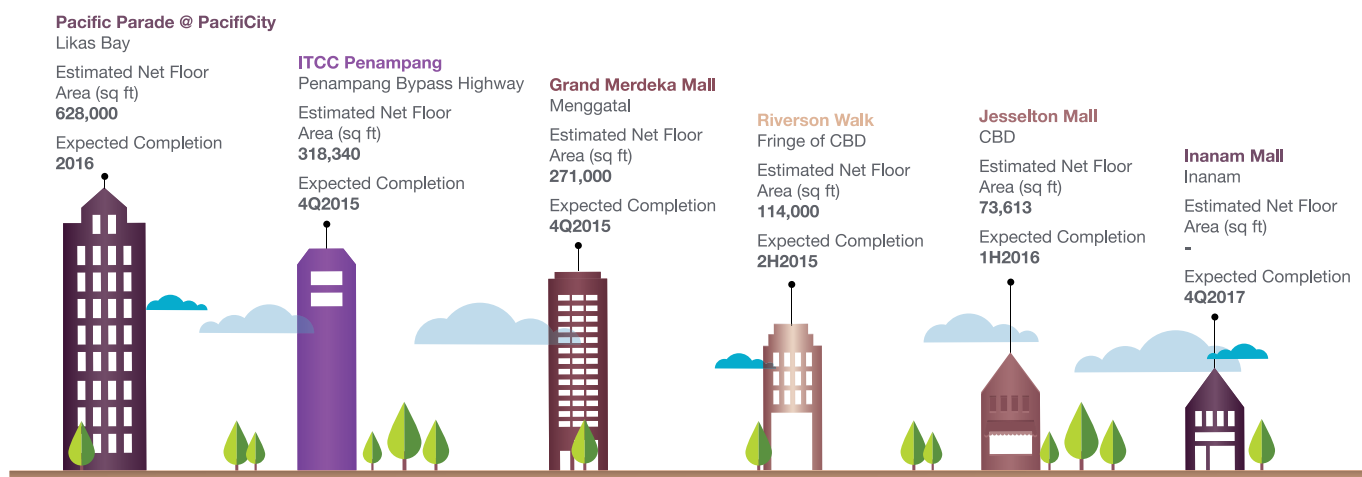 Pacific Parade @ PacifiCity
Likas Bay
Estimated Net Floor
Area (sq ft)
628,000
Expected Completion
2016
ITCC Penampang
Penampang Bypass Highway
Estimated Net Floor
Area (sq ft)
318,340
Expected Completion
4Q2015
Grand Merdeka Mall
Menggatal
Estimated Net Floor
Area (sq ft)
271,000
Expected Completion
4Q2015
Riverson Walk
Fringe of CBD
Estimated Net Floor
Area (sq ft)
114,000
Expected Completion
2H2015
Jesselton Mall
CBD
Estimated Net Floor
Area (sq ft)
73,613
Expected Completion
1H2016
Inanam Mall
Inanam
Estimated Net Floor
Area (sq ft)
-
Expected Completion
4Q2017